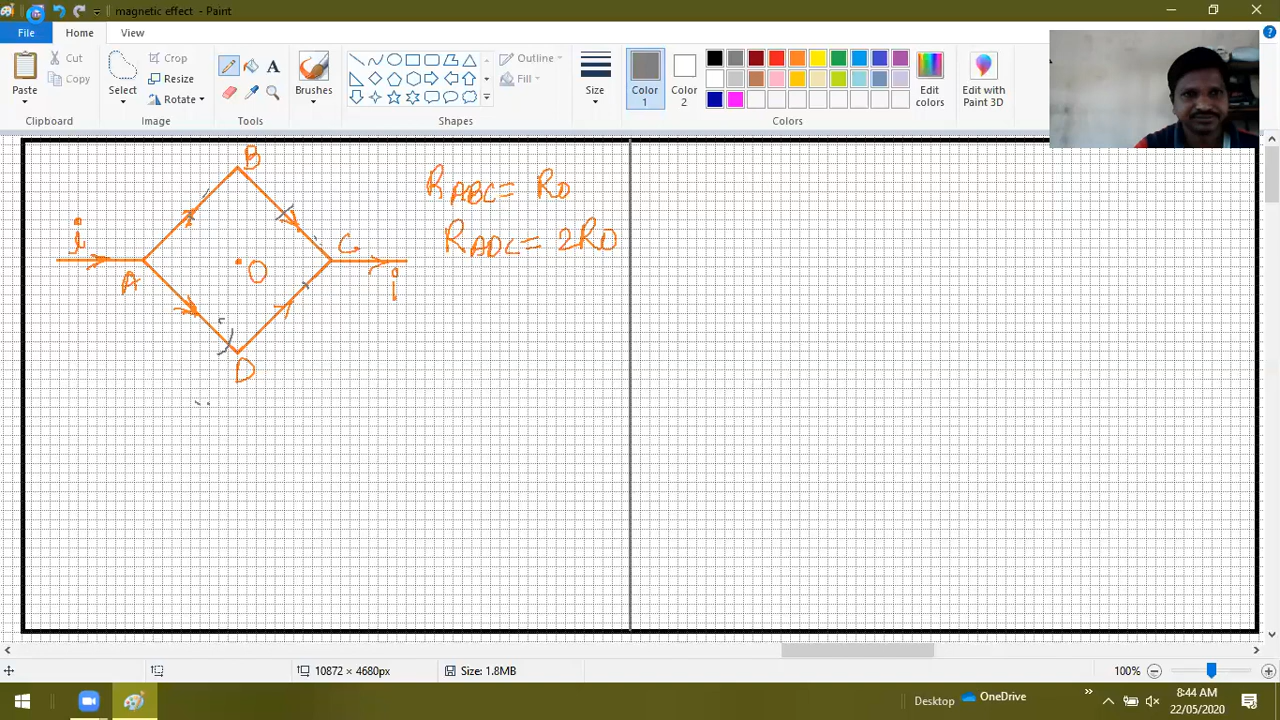 magnetic effect - Paint
File
Home
View
Paste
Cut
Copy
Clipboard
Select
Crop
Resize
Rotate
Image
A
Tools
Brushes
Shapes
Outline
Fill
Size
Color 1
Color 2
Edit colors
Edit with Paint 3D
Colors
B
i
A
O
C
i
D
R ABC = R0
R ADC = 2R0
10872 × 4680px
Size: 1.8MB
100%
Desktop
OneDrive
8:44 AM
22/05/2020